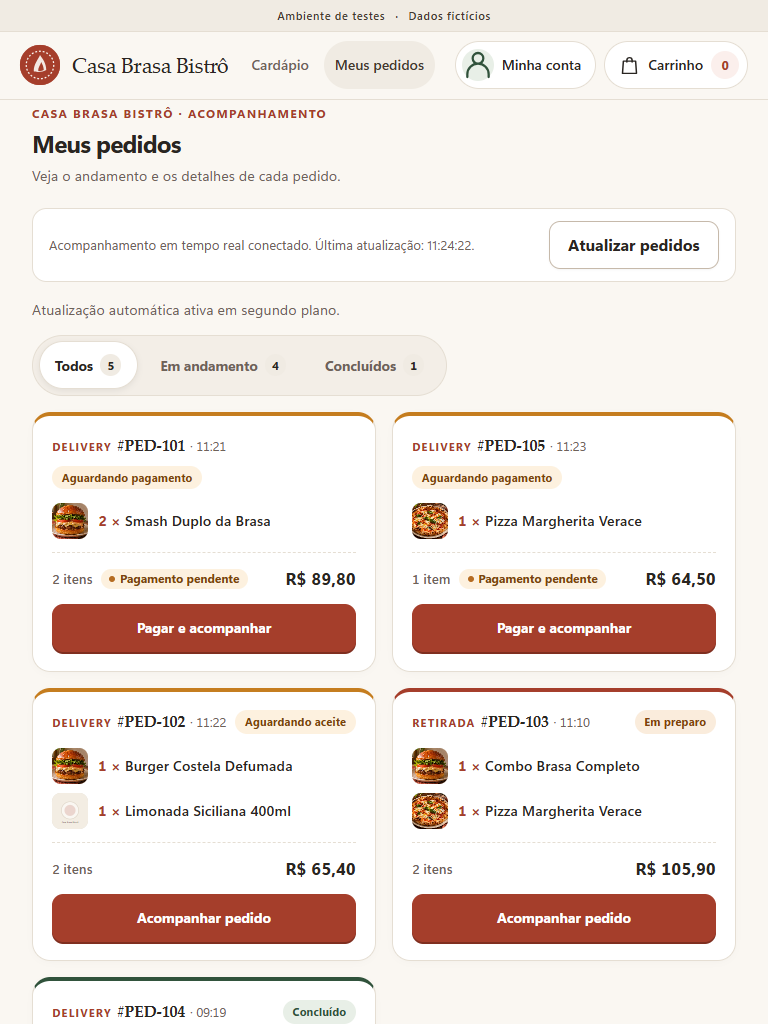 Ambiente de testes · Dados fictícios
Casa Brasa Bistrô
Cardápio
Meus pedidos
Minha conta
Carrinho 0
CASA BRASA BISTRÔ · ACOMPANHAMENTO
Meus pedidos
Veja o andamento e os detalhes de cada pedido.
Acompanhamento em tempo real conectado. Última atualização: 11:24:22.
Atualizar pedidos
Atualização automática ativa em segundo plano.
Todos 5
Em andamento 4
Concluídos 1
DELIVERY #PED-101 · 11:21
Aguardando pagamento
2 × Smash Duplo da Brasa
2 itens Pagamento pendente R$ 89,80
Pagar e acompanhar
DELIVERY #PED-105 · 11:23
Aguardando pagamento
1 × Pizza Margherita Verace
1 item Pagamento pendente R$ 64,50
Pagar e acompanhar
DELIVERY #PED-102 · 11:22 Aguardando aceite
1 × Burger Costela Defumada
1 × Limonada Siciliana 400ml
2 itens R$ 65,40
Acompanhar pedido
RETIRADA #PED-103 · 11:10 Em preparo
1 × Combo Brasa Completo
1 × Pizza Margherita Verace
2 itens R$ 105,90
Acompanhar pedido
DELIVERY #PED-104 · 09:19 Concluído